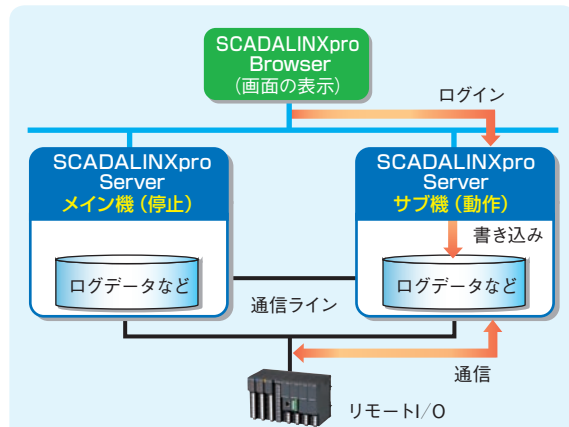 SCADALINXpro
Browser
(画面の表示)
ログイン
SCADALINXpro
Server
メイン機(停止)
SCADALINXpro
Server
サブ機(動作)
書き込み
ログデータなど
ログデータなど
通信ライン
通信
リモートI/O